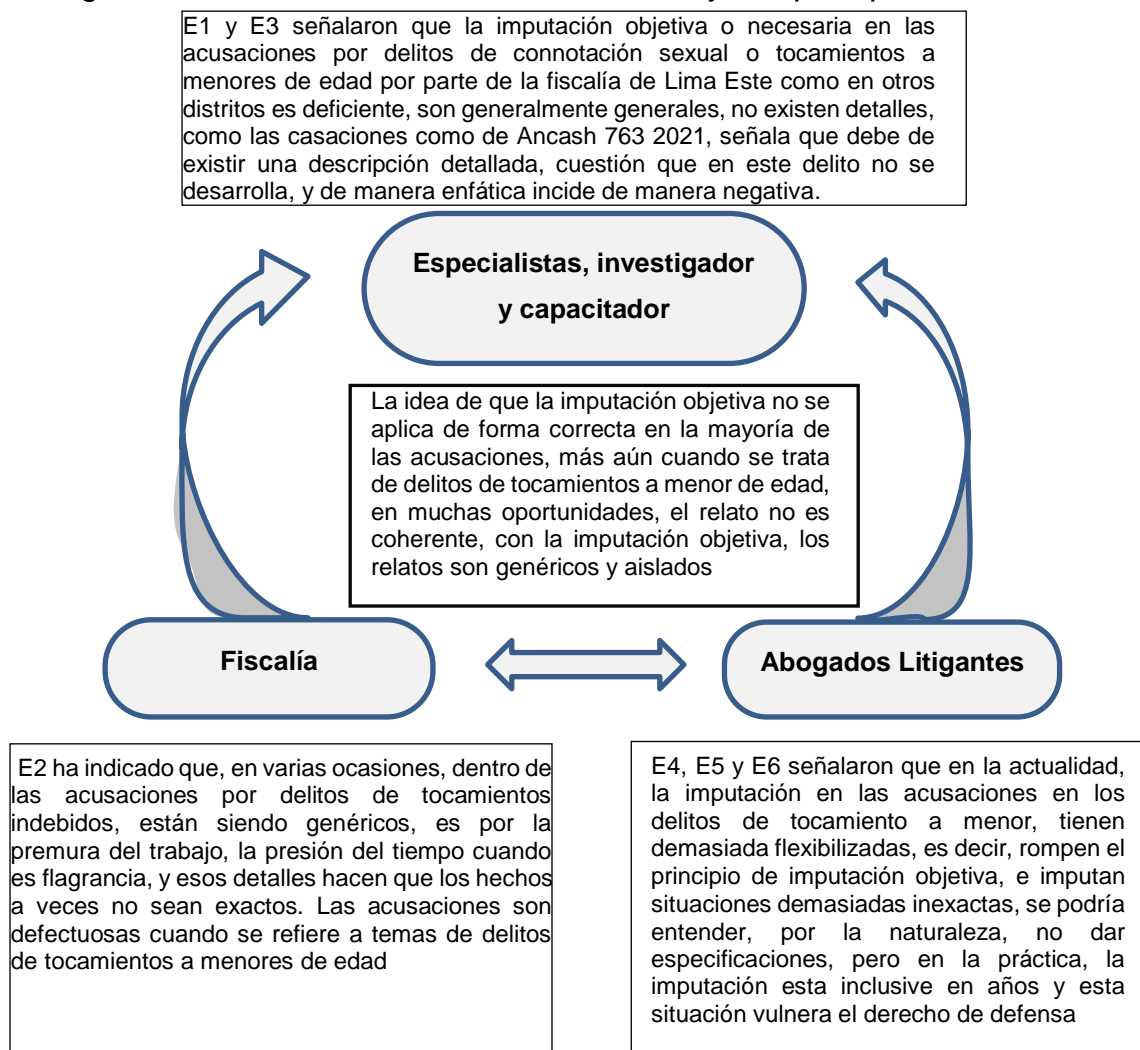 E1 y E3 señalaron que la imputación objetiva o necesaria en las
acusaciones por delitos de connotación sexual o tocamientos a
menores de edad por parte de la fiscalía de Lima Este como en otros
distritos es deficiente, son generalmente generales, no existen detalles,
como las casaciones como de Ancash 763 2021, señala que debe de
existir una descripción detallada, cuestión que en este delito no se
desarrolla, y de manera enfática incide de manera negativa.
Especialistas, investigador
y capacitador
La idea de que la imputación objetiva no se
aplica de forma correcta en la mayoría de
las acusaciones, más aún cuando se trata
de delitos de tocamientos a menor de edad,
en muchas oportunidades, el relato no es
coherente, con la imputación objetiva, los
relatos son genéricos y aislados
Fiscalía
Abogados Litigantes
E2 ha indicado que, en varias ocasiones, dentro de
las acusaciones por delitos de tocamientos
indebidos, están siendo genéricos, es por la
premura del trabajo, la presión del tiempo cuando
es flagrancia, y esos detalles hacen que los hechos
a veces no sean exactos. Las acusaciones son
defectuosas cuando se refiere a temas de delitos
de tocamientos a menores de edad
E4, E5 y E6 señalaron que en la actualidad,
la imputación en las acusaciones en los
delitos de tocamiento a menor, tienen
demasiada flexibilizadas, es decir, rompen el
principio de imputación objetiva, e imputan
situaciones demasiadas inexactas, se podría
entender, por la naturaleza, no dar
especificaciones, pero en la práctica, la
imputación esta inclusive en años y esta
situación vulnera el derecho de defensa